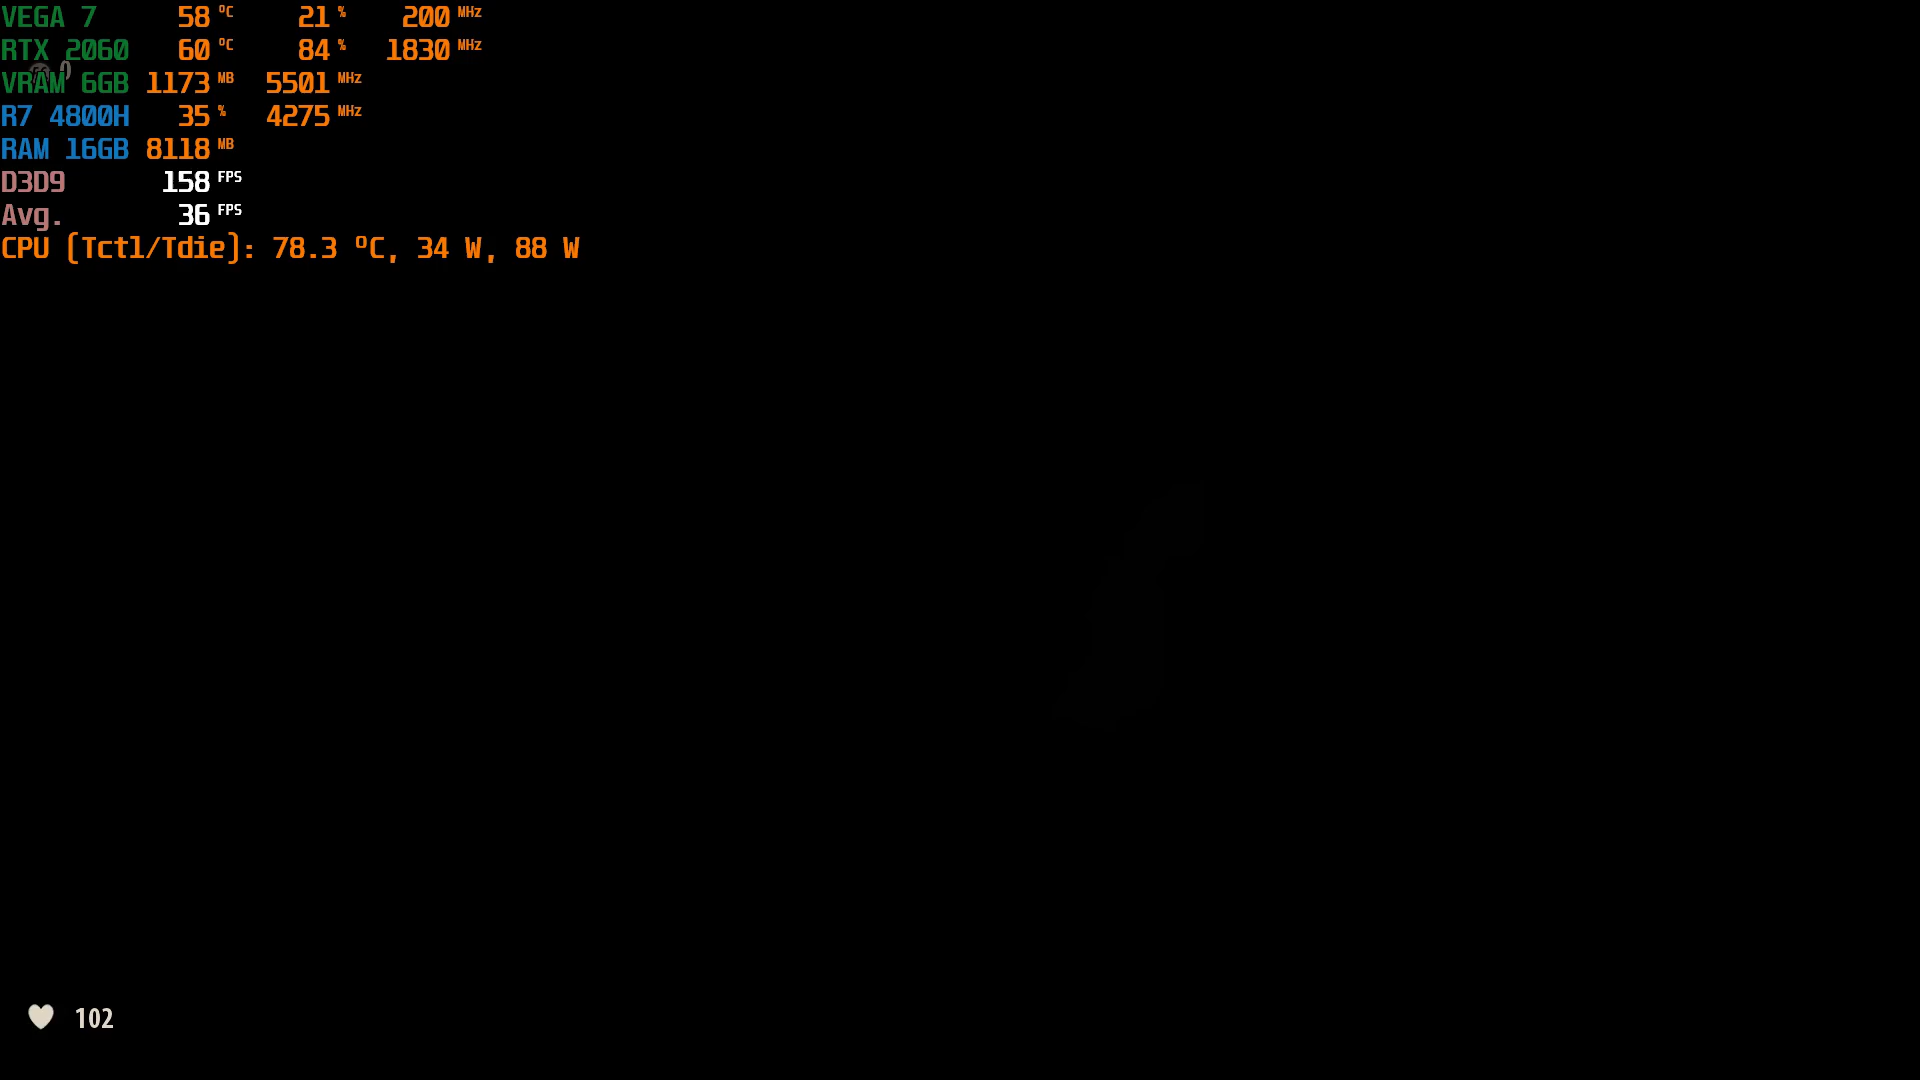 VEGA 7 58 °C 21 % 200 MHz
RTX 2060 60 °C 84 % 1830 MHz
0
VRAM 6GB 1173 MB 5501 MHz
R7 4800H 35 % 4275 MHz
RAM 16GB 8118 MB
D3D9 158 FPS
Avg. 36 FPS
CPU [Tctl/Tdie]: 78.3 °C, 34 W, 88 W
102